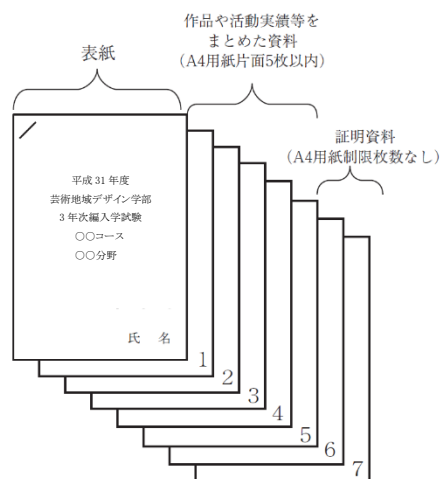 作品や活動実績等を
まとめた資料
(A4用紙片面5枚以内)
表紙
証明資料
(A4用紙制限枚数なし)
平成 31 年度
芸術地域デザイン学部
3 年次編入学試験
○○コース
○○分野
氏 名
1
2
3
4
5
6
7